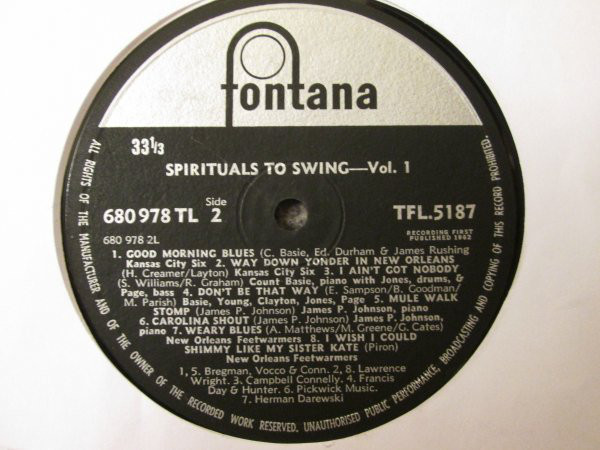 fontana
33 1/3
SPIRITUALS TO SWING—Vol. 1
680 978 TL Side 2
TFL.5187
680 978 2L
RECORDING FIRST
PUBLISHED 1962
1. GOOD MORNING BLUES (C. Basie, Ed. Durham & James Rushing)
Kansas City Six 2. WAY DOWN YONDER IN NEW ORLEANS
(H. Creamer/Layton) Kansas City Six 3. I AIN'T GOT NOBODY
(S. Williams/R. Graham) Count Basie, piano with Jones, drums, &
Page, bass 4. DON'T BE THAT WAY (E. Sampson/B. Goodman/
M. Parish) Basie, Young, Clayton, Jones, Page 5. MULE WALK
STOMP (James P. Johnson) James P. Johnson, piano
6. CAROLINA SHOUT (James P. Johnson) James P. Johnson,
piano 7. WEARY BLUES (A. Matthews/M. Greene/G. Cates)
New Orleans Feetwarmers 8. I WISH I COULD
SHIMMY LIKE MY SISTER KATE (Piron)
New Orleans Feetwarmers
1, 5. Bregman, Vocco & Conn. 2, 8. Lawrence
Wright. 3. Campbell Connelly. 4. Francis
Day & Hunter. 6. Pickwick Music.
7. Herman Darewski
ALL RIGHTS OF THE MANUFACTURER AND OF THE OWNER OF THE RECORDED WORK RESERVED. UNAUTHORISED PUBLIC PERFORMANCE, BROADCASTING AND COPYING OF THIS RECORD PROHIBITED.